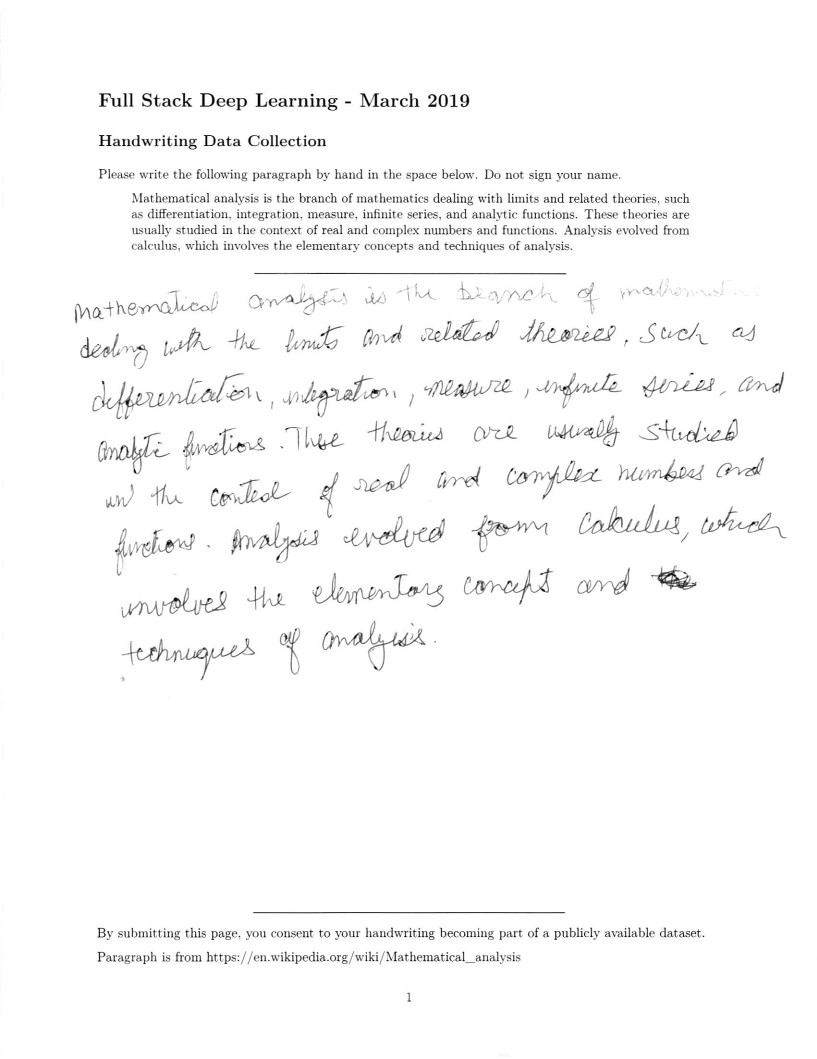 Full Stack Deep Learning - March 2019
Handwriting Data Collection
Please write the following paragraph by hand in the space below. Do not sign your name.
Mathematical analysis is the branch of mathematics dealing with limits and related theories, such
as differentiation, integration, measure, infinite series, and analytic functions. These theories are
usually studied in the context of real and complex numbers and functions. Analysis evolved from
calculus, which involves the elementary concepts and techniques of analysis.
Mathematical analysis is the branch of
dealing with the limits and related theories, such as
differentiation, integration, measure, infinite series, and
analytic functions. These theories are usually studied
in the of real and complex numbers and
functions. Analysis evolved from Calculus, which
involves the elementary concept and
techniques of analysis.
By submitting this page, you consent to your handwriting becoming part of a publicly available dataset.
Paragraph is from https://en.wikipedia.org/wiki/Mathematical_analysis
1